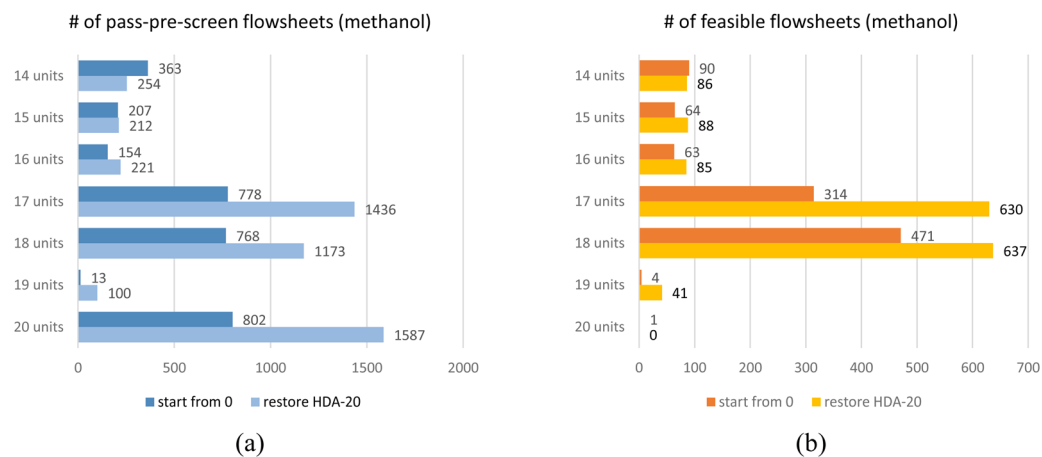 # of pass-pre-screen flowsheets (methanol)
14 units
363
254
15 units
207
212
16 units
154
221
17 units
778
1436
18 units
768
1173
19 units
13
100
20 units
802
1587
0 500 1000 1500 2000
start from 0 restore HDA-20
(a)
# of feasible flowsheets (methanol)
14 units
90
86
15 units
64
88
16 units
63
85
17 units
314
630
18 units
471
637
19 units
4
41
20 units
1
0
0 100 200 300 400 500 600 700
start from 0 restore HDA-20
(b)